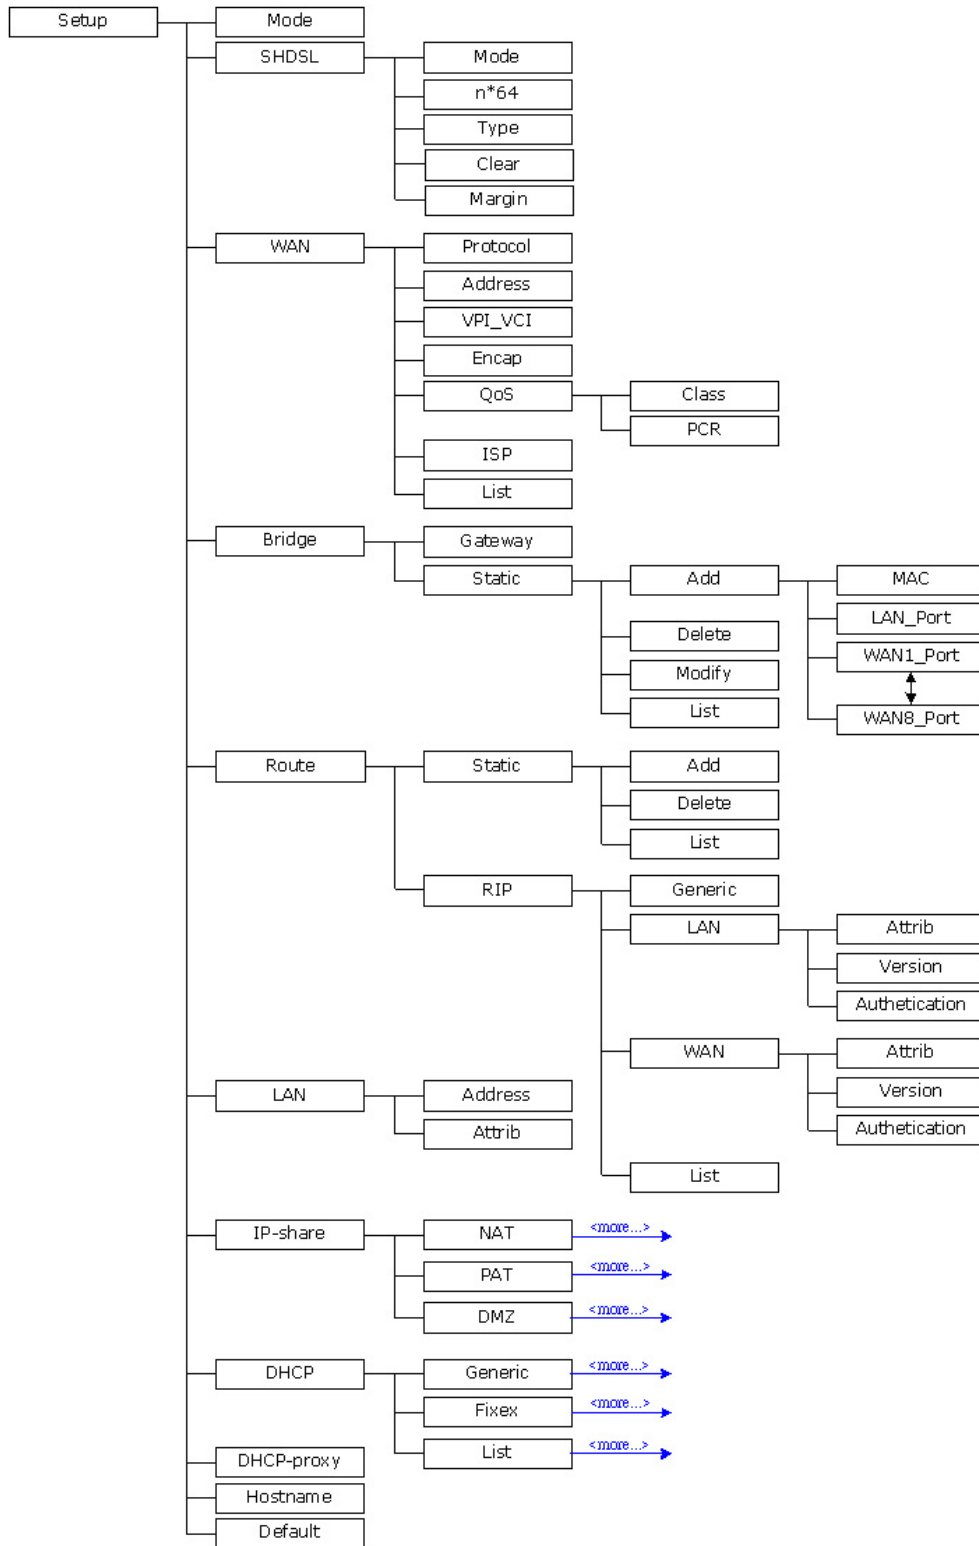 Setup
Mode
SHDSL
Mode
n*64
Type
Clear
Margin
WAN
Protocol
Address
VPI_VCI
Encap
QoS
Class
PCR
ISP
List
Bridge
Gateway
Static
Add
MAC
LAN_Port
Delete
WAN1_Port
Modify
List
WAN8_Port
Route
Static
Add
Delete
List
RIP
Generic
LAN
Attrib
Version
Authetication
WAN
Attrib
Version
Authetication
List
LAN
Address
Attrib
IP-share
NAT
<more...>
PAT
<more...>
DMZ
<more...>
DHCP
Generic
<more...>
Fixex
<more...>
List
<more...>
DHCP-proxy
Hostname
Default